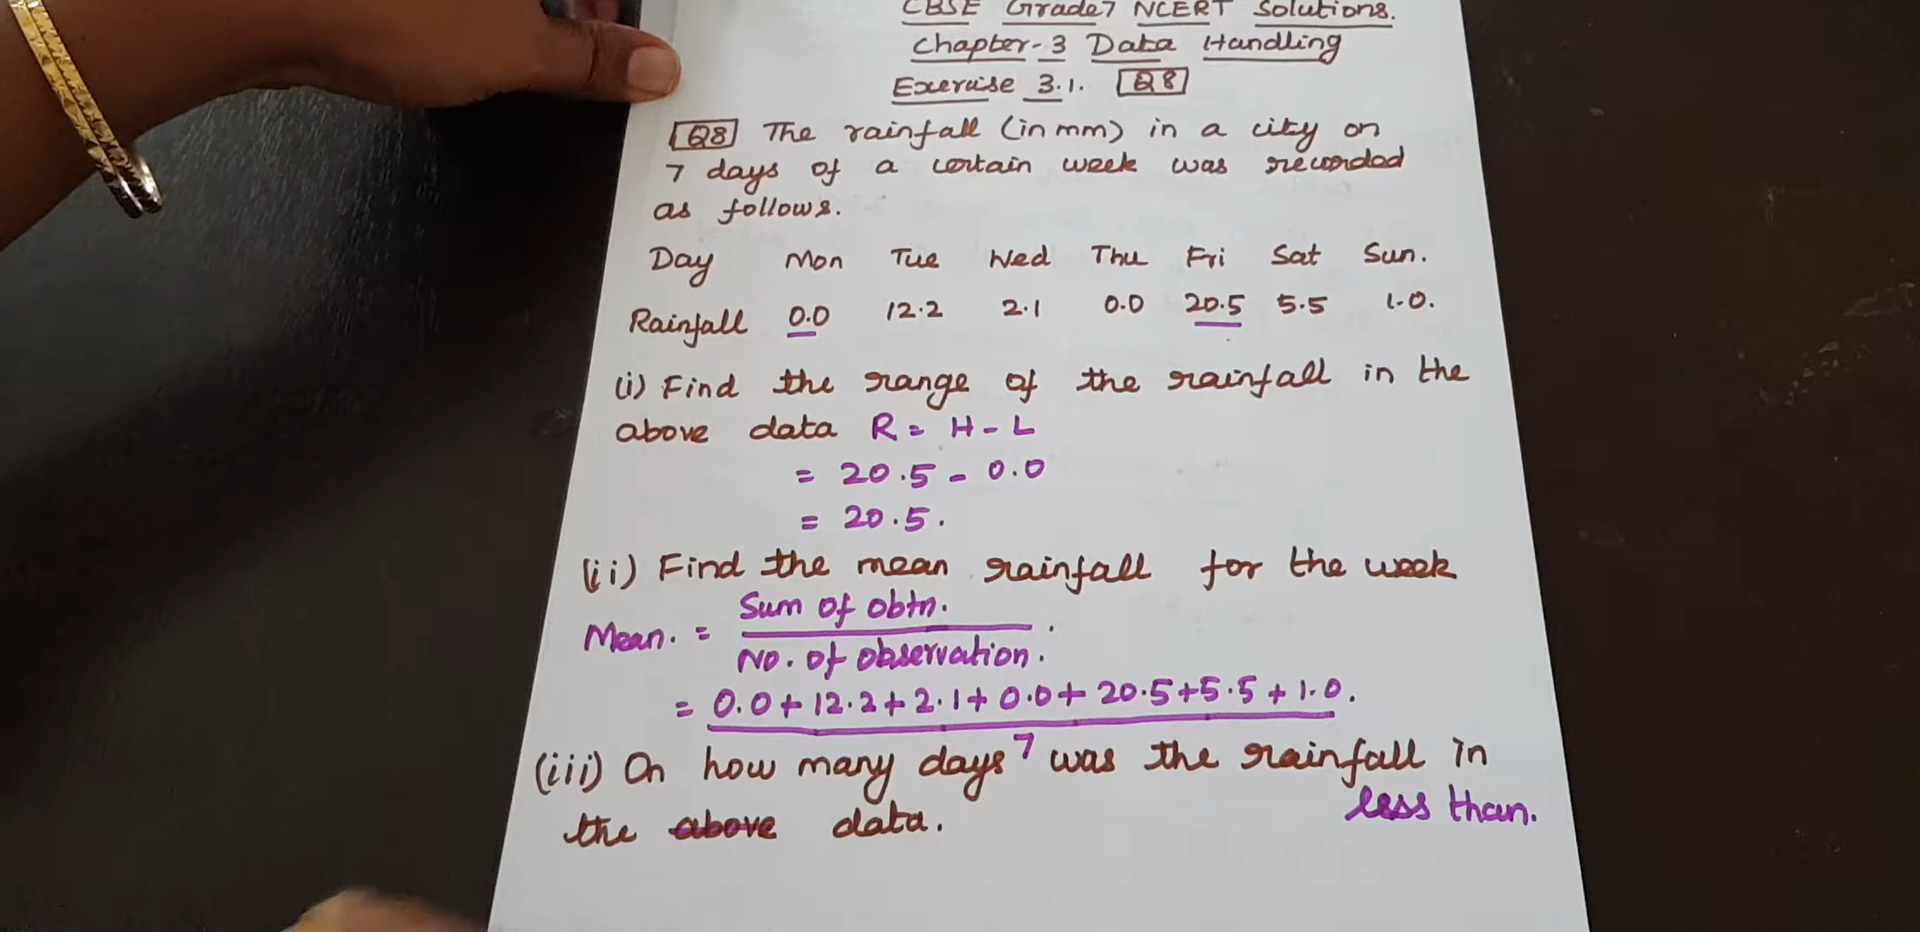 CBSE Grade7 NCERT Solutions.
Chapter-3 Data Handling
Exercise 3.1. Q8
Q8 The rainfall (in mm) in a city on
7 days of a certain week was recorded
as follows.
Day Mon Tue Wed Thu Fri Sat Sun.
Rainfall 0.0 12.2 2.1 0.0 20.5 5.5 1.0.
(i) Find the range of the rainfall in the
above data R = H - L
= 20.5 - 0.0
= 20.5.
(ii) Find the mean rainfall for the week
Mean. = Sum of obtn.
No. of observation.
= 0.0 + 12.2 + 2.1 + 0.0 + 20.5 + 5.5 + 1.0.
7
(iii) On how many days was the rainfall in
less than.
the above data.